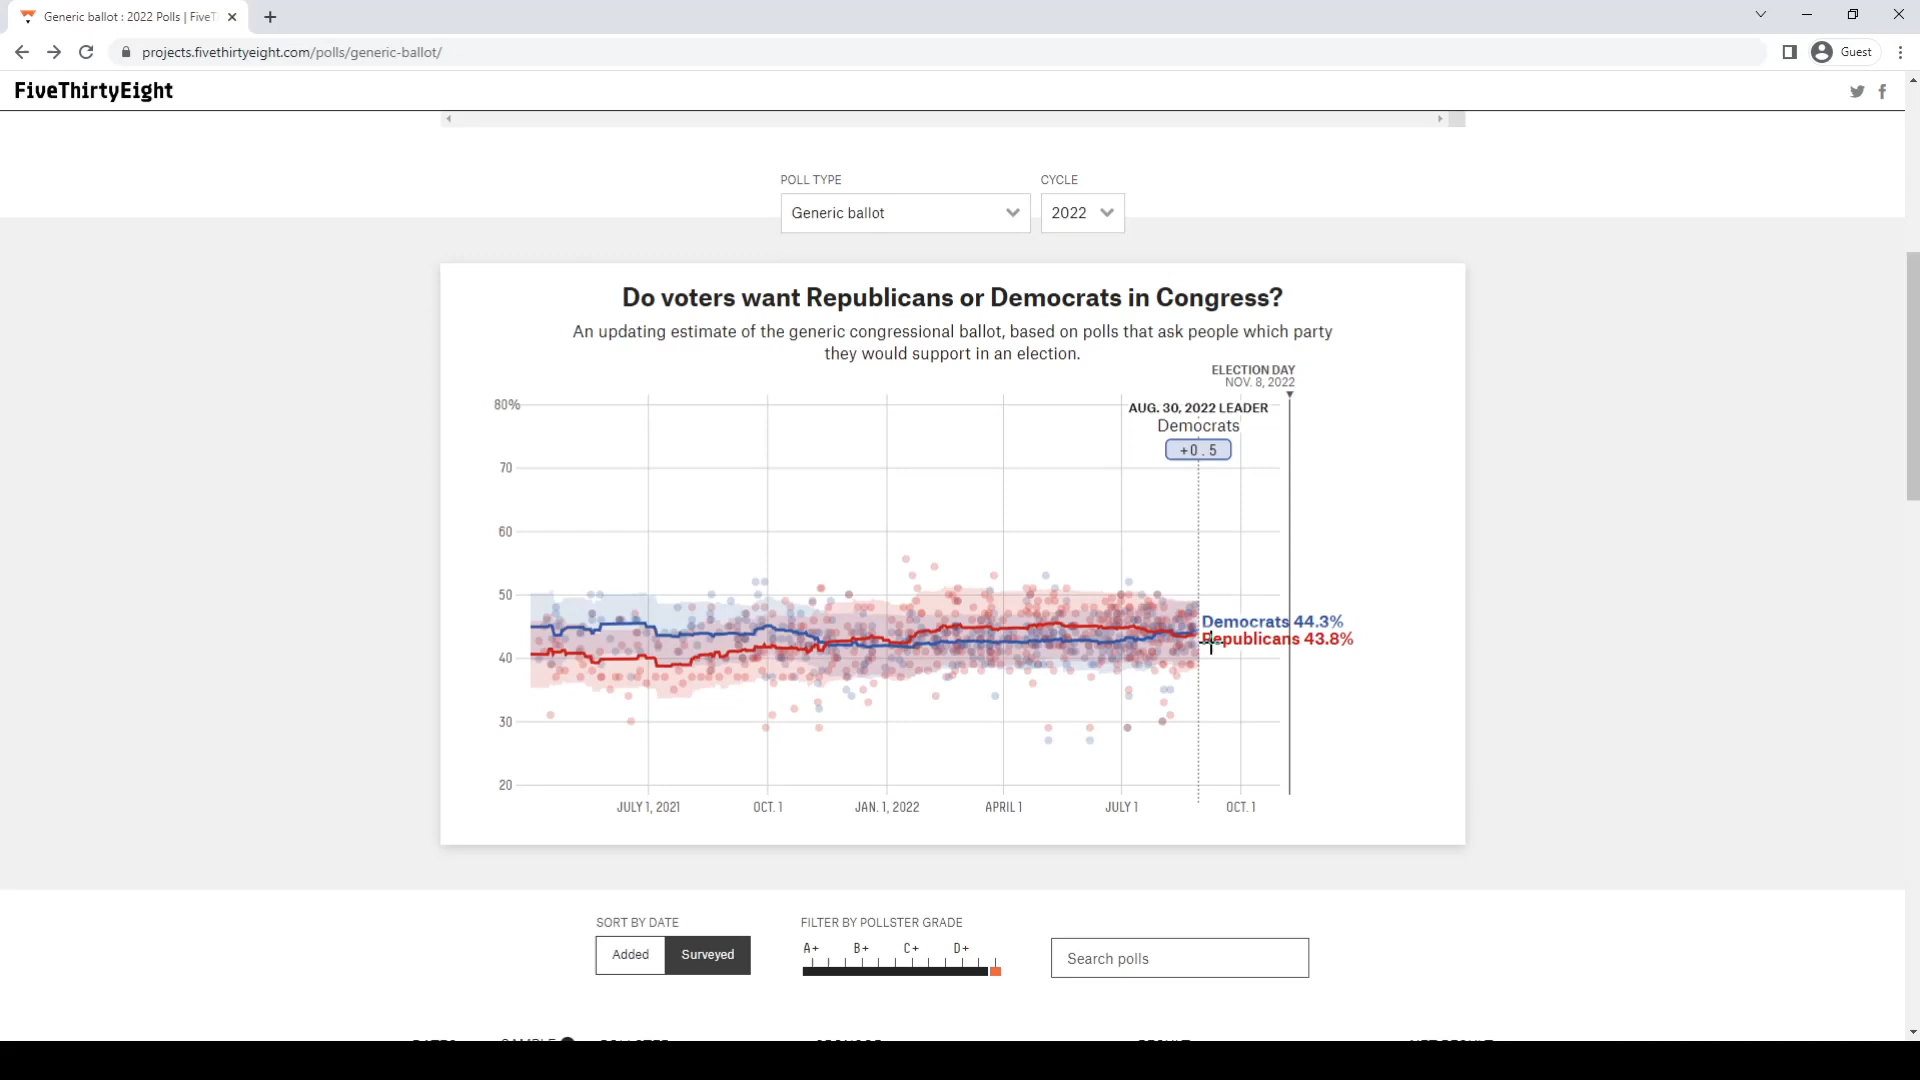 Generic ballot : 2022 Polls | FiveT
projects.fivethirtyeight.com/polls/generic-ballot/
Guest
FiveThirtyEight
POLL TYPE
CYCLE
Generic ballot
2022
Do voters want Republicans or Democrats in Congress?
An updating estimate of the generic congressional ballot, based on polls that ask people which party
they would support in an election.
ELECTION DAY
NOV. 8, 2022
80%
AUG. 30, 2022 LEADER
Democrats
+0.5
70
60
50
Democrats 44.3%
Republicans 43.8%
40
30
20
JULY 1, 2021
OCT. 1
JAN. 1, 2022
APRIL 1
JULY 1
OCT. 1
SORT BY DATE
FILTER BY POLLSTER GRADE
Added
Surveyed
A+
B+
C+
D+
Search polls